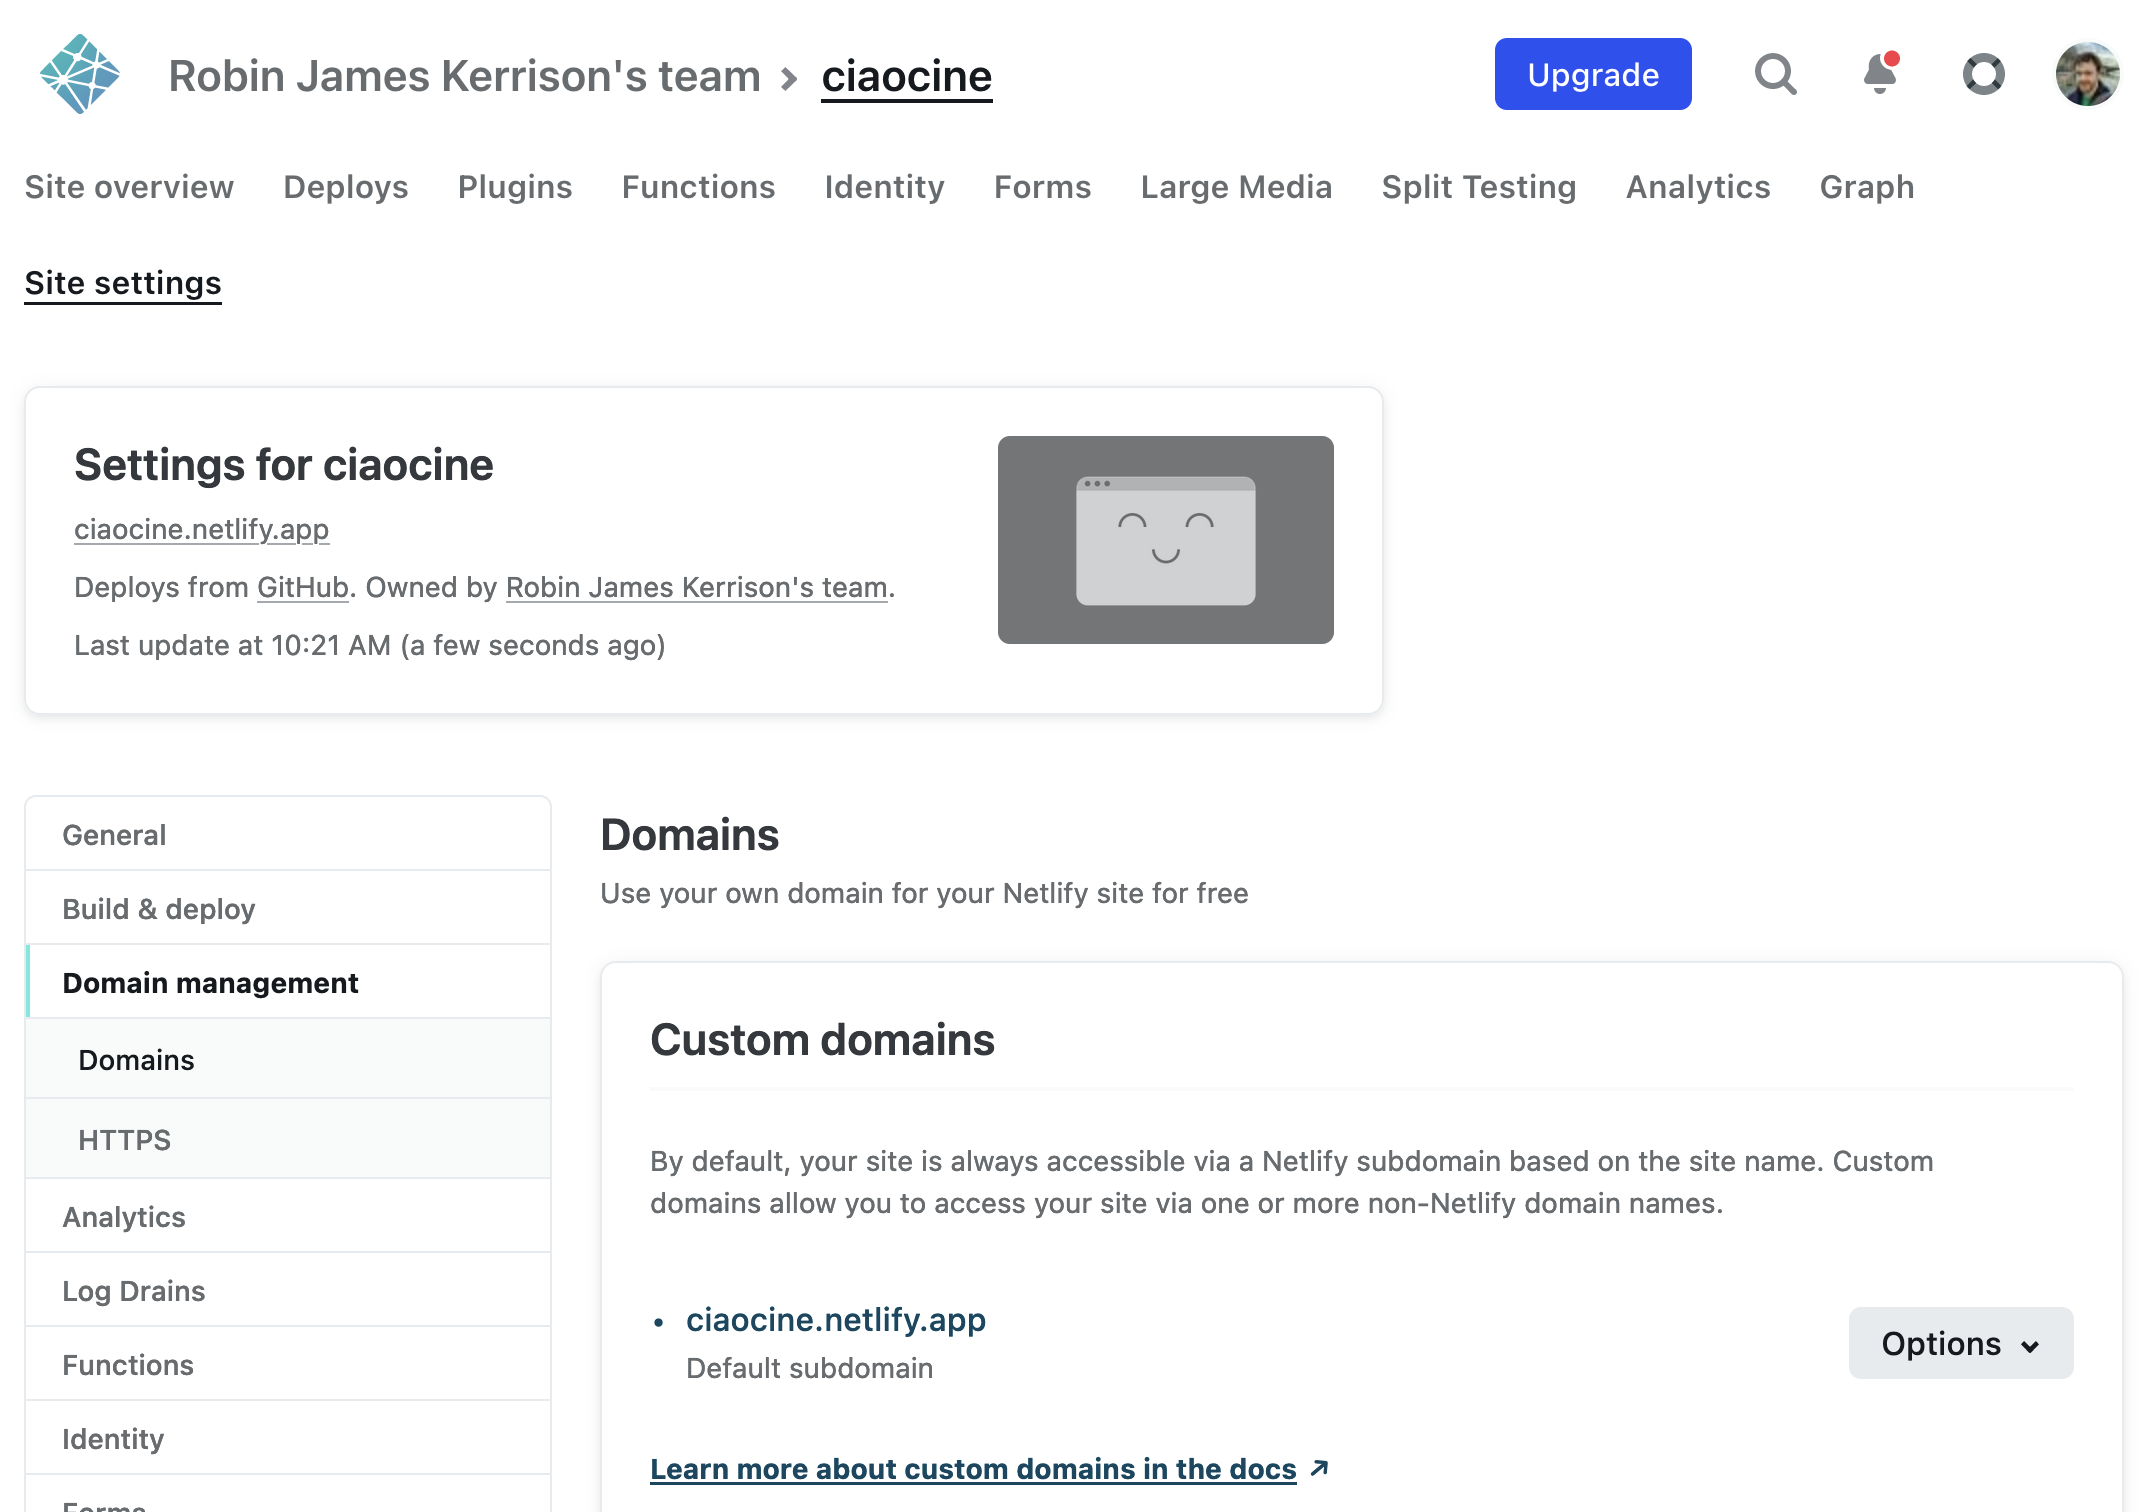 Robin James Kerrison's team > ciaocine
Upgrade
Site overview Deploys Plugins Functions Identity Forms Large Media Split Testing Analytics Graph
Site settings
Settings for ciaocine
ciaocine.netlify.app
Deploys from GitHub. Owned by Robin James Kerrison's team.
Last update at 10:21 AM (a few seconds ago)
General
Build & deploy
Domain management
Domains
HTTPS
Analytics
Log Drains
Functions
Identity
Forms
Domains
Use your own domain for your Netlify site for free
Custom domains
By default, your site is always accessible via a Netlify subdomain based on the site name. Custom
domains allow you to access your site via one or more non-Netlify domain names.
• ciaocine.netlify.app
Default subdomain
Options
Learn more about custom domains in the docs ↗